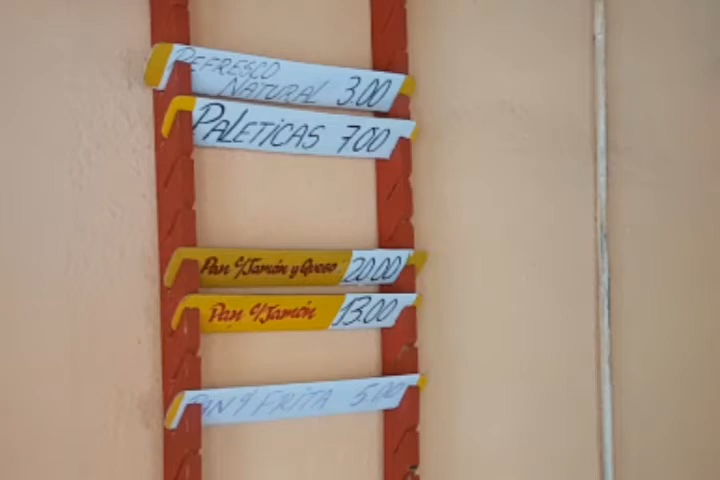 REFRESCO
NATURAL 3.00
PALETICAS 7.00
Pan c/Jamón y Queso 20.00
Pan c/Jamón 13.00
PAN Y FRITA 5.00